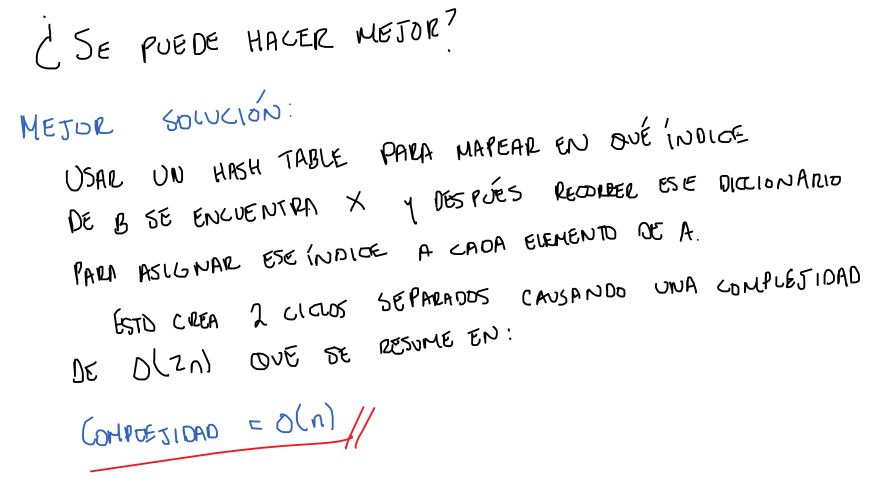 ¿SE PUEDE HACER MEJOR?
MEJOR SOLUCIÓN:
USAR UN HASH TABLE PARA MAPEAR EN QUÉ ÍNDICE
DE B SE ENCUENTRA X Y DESPUÉS RECORRER ESE DICCIONARIO
PARA ASIGNAR ESE ÍNDICE A CADA ELEMENTO DE A.
ESTO CREA 2 CICLOS SEPARADOS CAUSANDO UNA COMPLEJIDAD
DE O(2n) QUE SE RESUME EN:
COMPLEJIDAD = O(n)